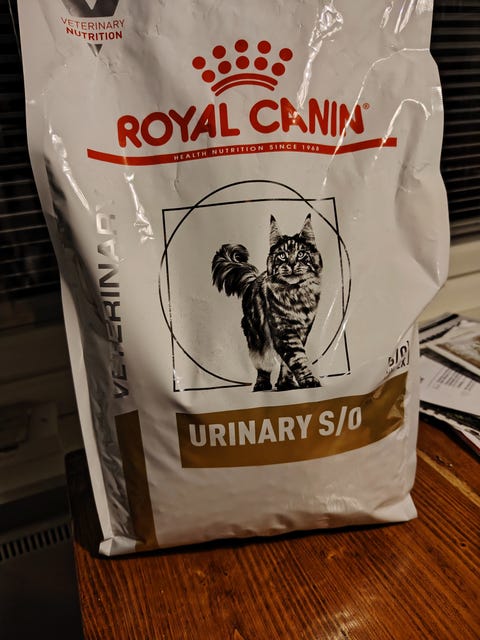 VETERINARY
NUTRITION
ROYAL CANIN®
HEALTH NUTRITION SINCE 1968
VETERINARY
URINARY S/O